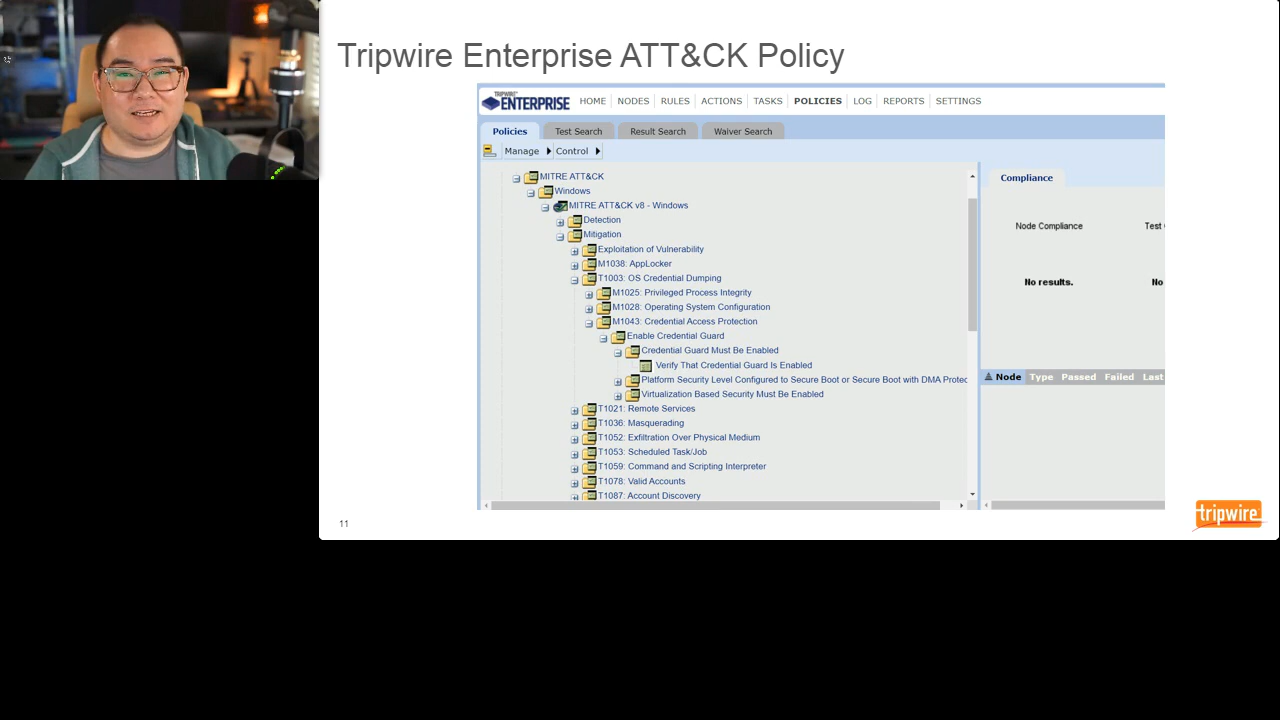 Tripwire Enterprise ATT&CK Policy
TRIPWIRE
ENTERPRISE
HOME NODES RULES ACTIONS TASKS POLICIES LOG REPORTS SETTINGS
Policies Test Search Result Search Waiver Search
Manage Control
MITRE ATT&CK
Windows
MITRE ATT&CK v8 - Windows
Detection
Mitigation
Exploitation of Vulnerability
M1038: AppLocker
T1003: OS Credential Dumping
M1025: Privileged Process Integrity
M1028: Operating System Configuration
M1043: Credential Access Protection
Enable Credential Guard
Credential Guard Must Be Enabled
Verify That Credential Guard Is Enabled
Platform Security Level Configured to Secure Boot or Secure Boot with DMA Protec
Virtualization Based Security Must Be Enabled
T1021: Remote Services
T1036: Masquerading
T1052: Exfiltration Over Physical Medium
T1053: Scheduled Task/Job
T1059: Command and Scripting Interpreter
T1078: Valid Accounts
T1087: Account Discovery
Compliance
Node Compliance Test
No results. No
Node Type Passed Failed Last
11
tripwire